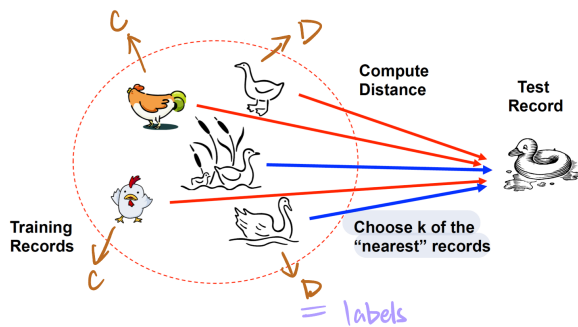 C
D
Compute
Distance
Test
Record
Training
Records
Choose k of the
“nearest” records
C
D
= labels